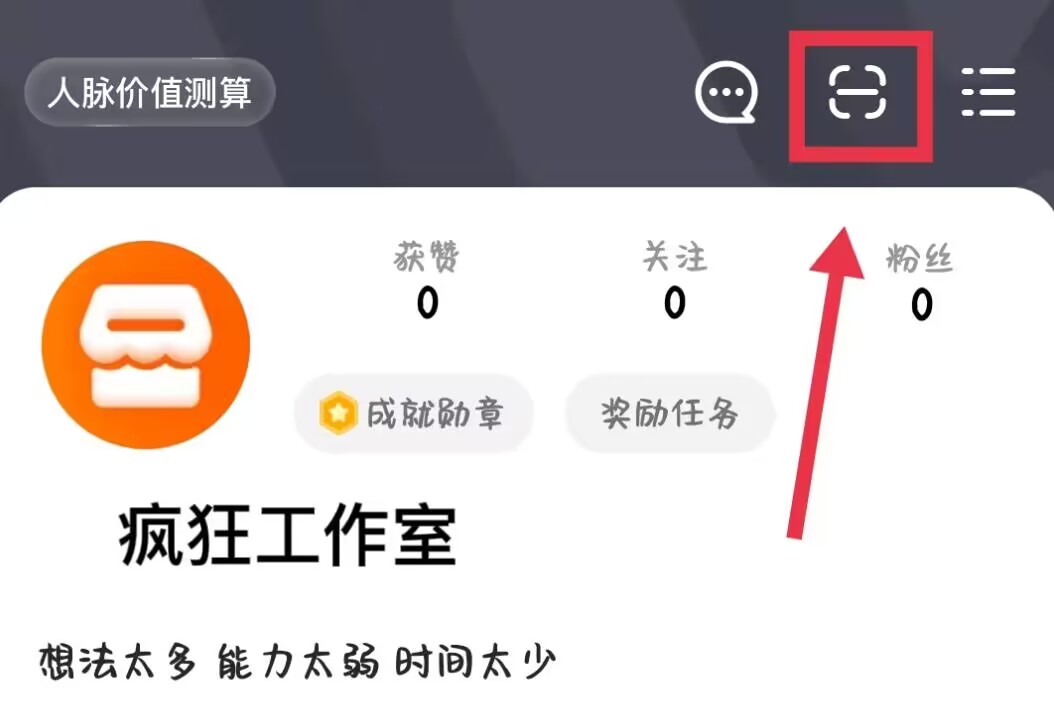 人脉价值测算
获赞 关注 粉丝
0 0 0
成就勋章 奖励任务
疯狂工作室
想法太多 能力太弱 时间太少